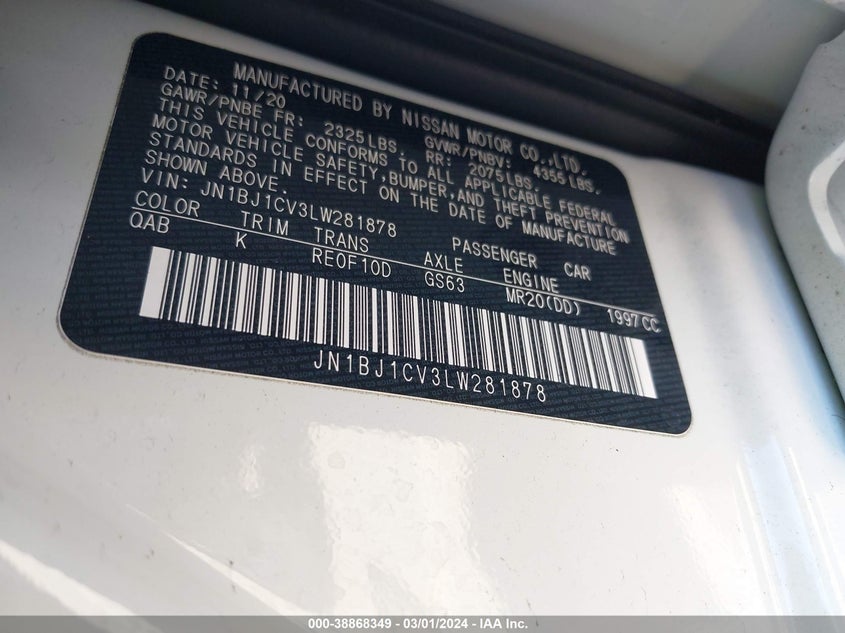 MANUFACTURED BY NISSAN MOTOR CO.,LTD.
DATE: 11/20 GVWR/PNBV: 4355LBS.
GAWR/PNBE FR: 2325LBS. RR: 2075LBS.
THIS VEHICLE CONFORMS TO ALL APPLICABLE FEDERAL
MOTOR VEHICLE SAFETY,BUMPER,AND THEFT PREVENTION
STANDARDS IN EFFECT ON THE DATE OF MANUFACTURE
SHOWN ABOVE.
VIN: JN1BJ1CV3LW281878 PASSENGER CAR
COLOR TRIM TRANS AXLE ENGINE
QAB K RE0F10D GS63 MR20(DD) 1997CC
JN1BJ1CV3LW281878
000-38868349 - 03/01/2024 - IAA Inc.